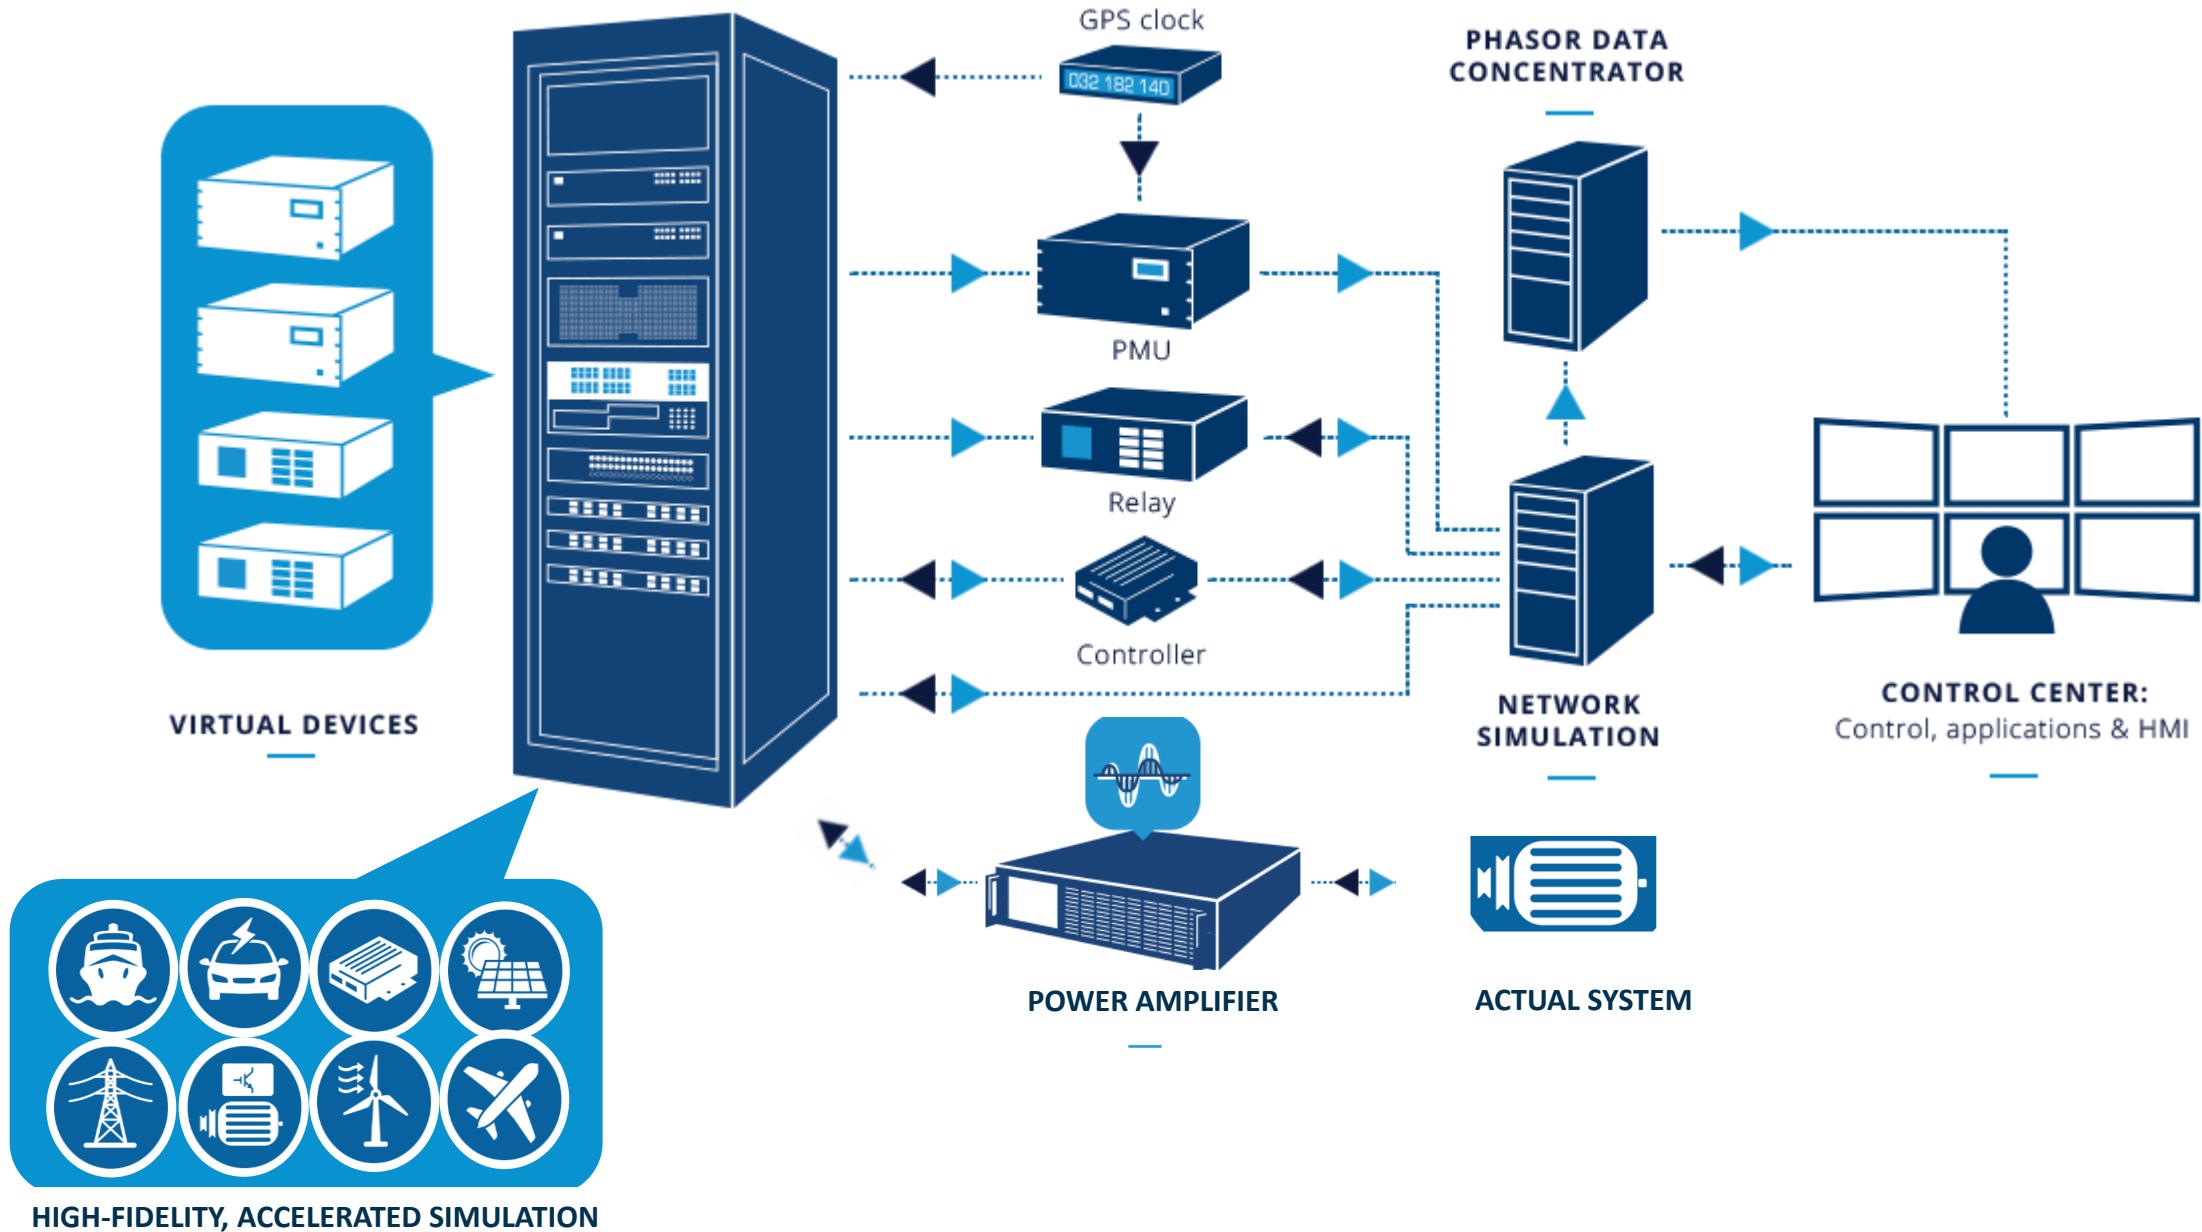 GPS clock
032 182 140
PHASOR DATA
CONCENTRATOR
PMU
Relay
Controller
VIRTUAL DEVICES
NETWORK
SIMULATION
CONTROL CENTER:
Control, applications & HMI
POWER AMPLIFIER
ACTUAL SYSTEM
HIGH-FIDELITY, ACCELERATED SIMULATION